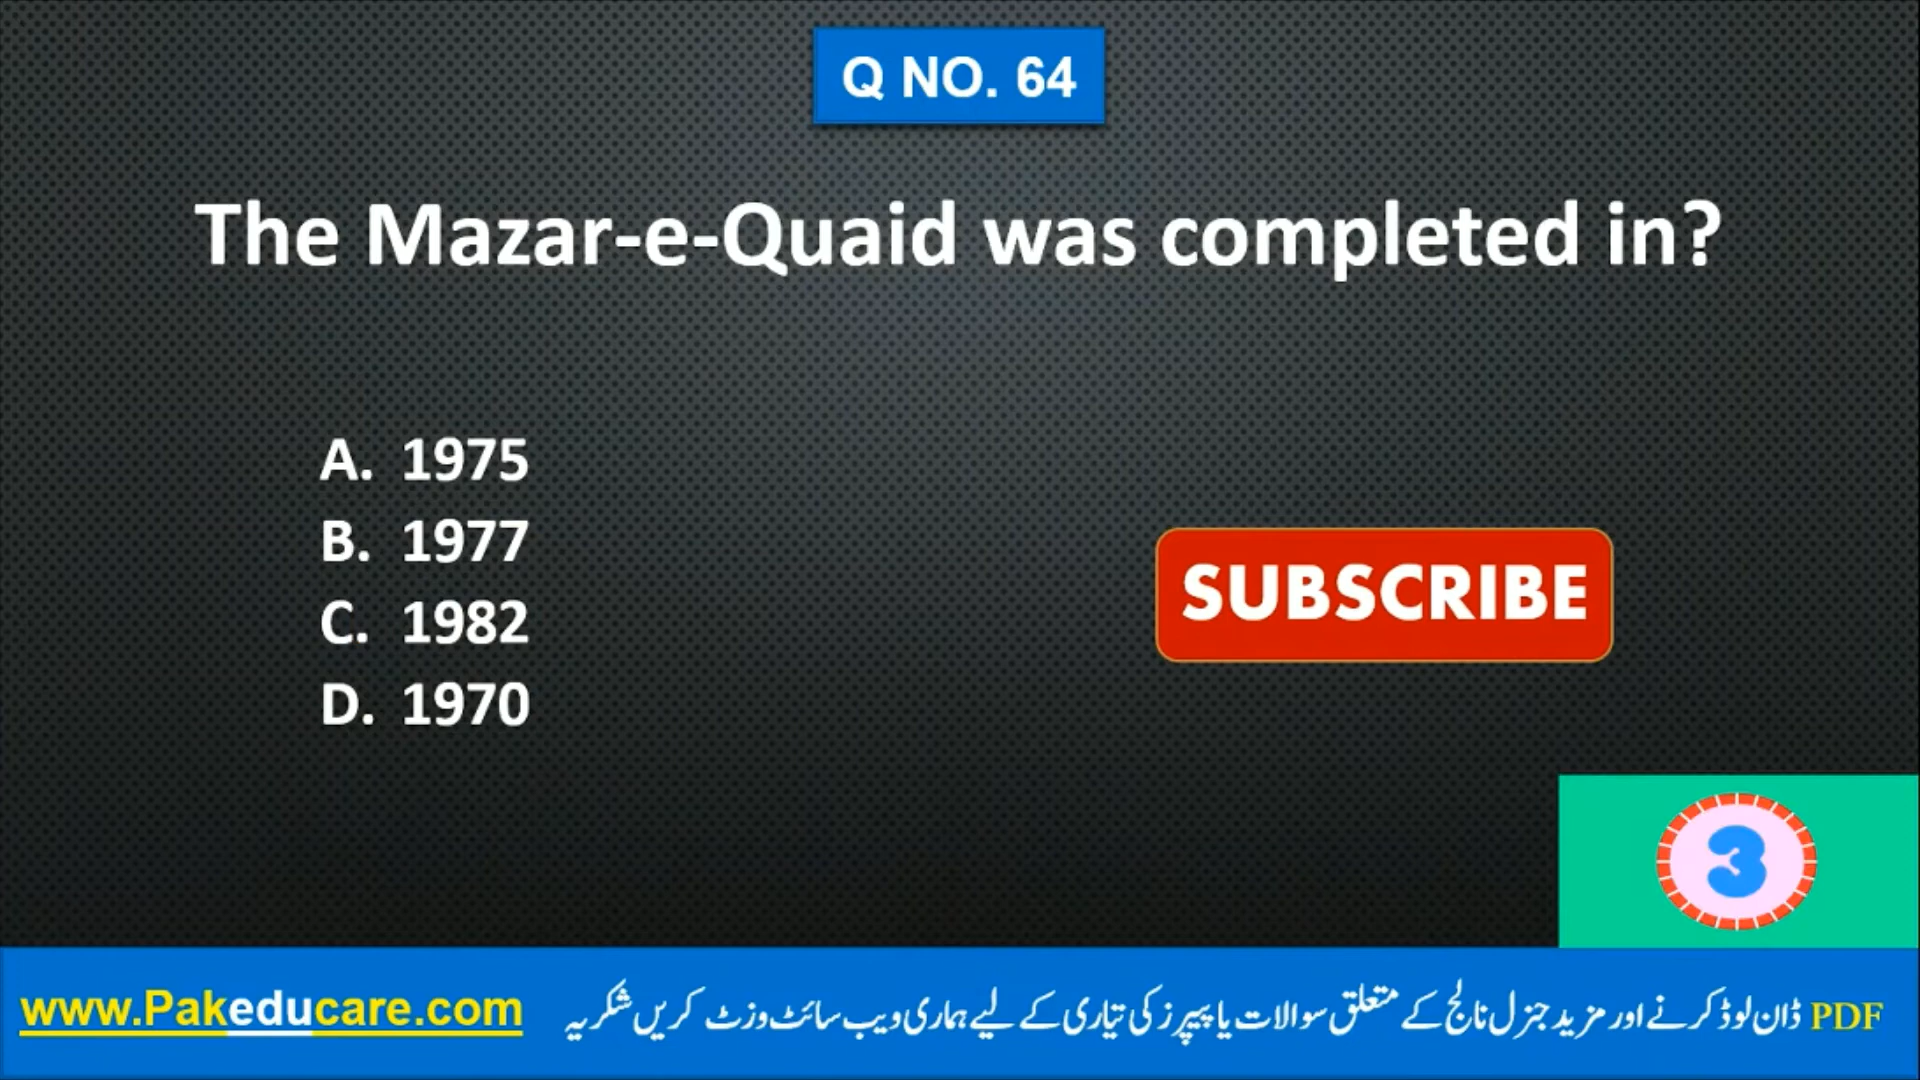 Q NO. 64
The Mazar-e-Quaid was completed in?
A. 1975
B. 1977
C. 1982
D. 1970
SUBSCRIBE
3
www.Pakeducare.com
PDF ڈان لوڈ کرنے اور مزید جنرل نالج کے متعلق سوالات یا پیپرز کی تیاری کے لیے ہماری ویب سائٹ وزٹ کریں شکریہ